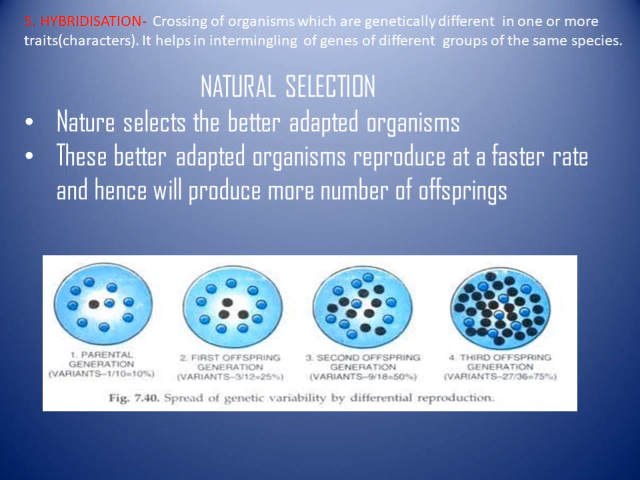 5. HYBRIDISATION- Crossing of organisms which are genetically different in one or more
traits(characters). It helps in intermingling of genes of different groups of the same species.
NATURAL SELECTION
• Nature selects the better adapted organisms
• These better adapted organisms reproduce at a faster rate
and hence will produce more number of offsprings
1. PARENTAL
GENERATION
(VARIANTS–1/10=10%)
2. FIRST OFFSPRING
GENERATION
(VARIANTS–3/12=25%)
3. SECOND OFFSPRING
GENERATION
(VARIANTS–9/18=50%)
4. THIRD OFFSPRING
GENERATION
(VARIANTS–27/36=75%)
Fig. 7.40. Spread of genetic variability by differential reproduction.